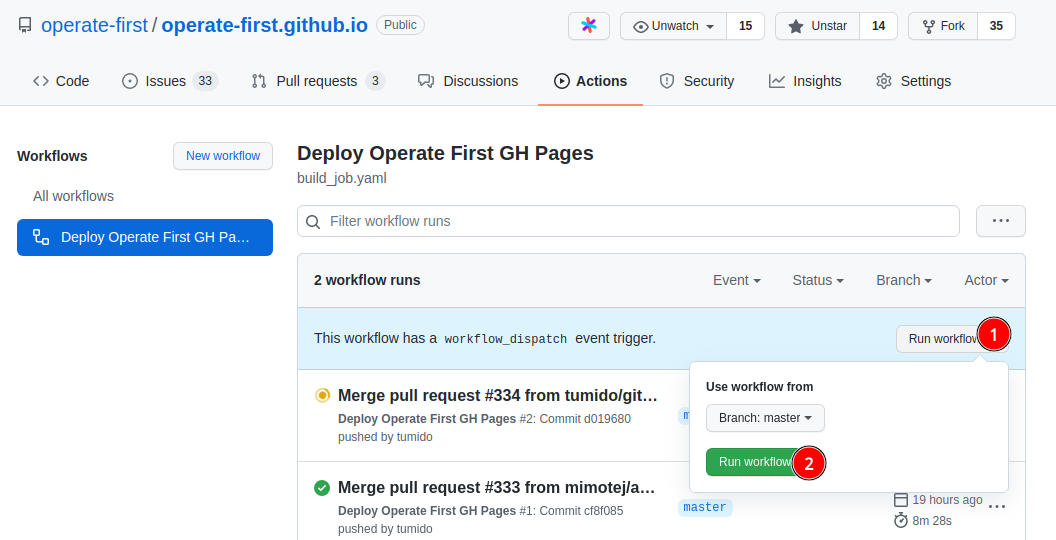 operate-first / operate-first.github.io Public Unwatch 15 Unstar 14 Fork 35
Code Issues 33 Pull requests 3 Discussions Actions Security Insights Settings
Workflows New workflow
All workflows
Deploy Operate First GH Pa…
Deploy Operate First GH Pages
build_job.yaml
Filter workflow runs
2 workflow runs Event Status Branch Actor
This workflow has a workflow_dispatch event trigger. Run workflow 1
Use workflow from
Branch: master
Run workflow 2
Merge pull request #334 from tumido/git…
Deploy Operate First GH Pages #2: Commit d019680
pushed by tumido
Merge pull request #333 from mimotej/a…
Deploy Operate First GH Pages #1: Commit cf8f085
pushed by tumido
master
19 hours ago
8m 28s